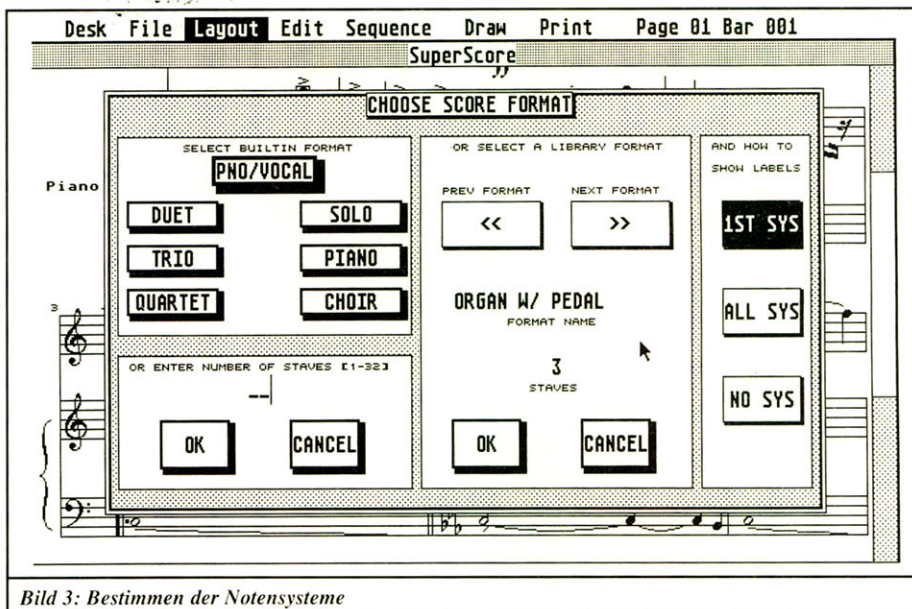 Desk File Layout Edit Sequence Draw Print Page 01 Bar 001
SuperScore
CHOOSE SCORE FORMAT
SELECT BUILTIN FORMAT
PNO/VOCAL
DUET SOLO
TRIO PIANO
QUARTET CHOIR
OR ENTER NUMBER OF STAVES [1-32]
--
OK CANCEL
OR SELECT A LIBRARY FORMAT
PREV FORMAT NEXT FORMAT
<< >>
ORGAN W/ PEDAL
FORMAT NAME
3
STAVES
OK CANCEL
AND HOW TO
SHOW LABELS
1ST SYS
ALL SYS
NO SYS
Piano
3
Bild 3: Bestimmen der Notensysteme